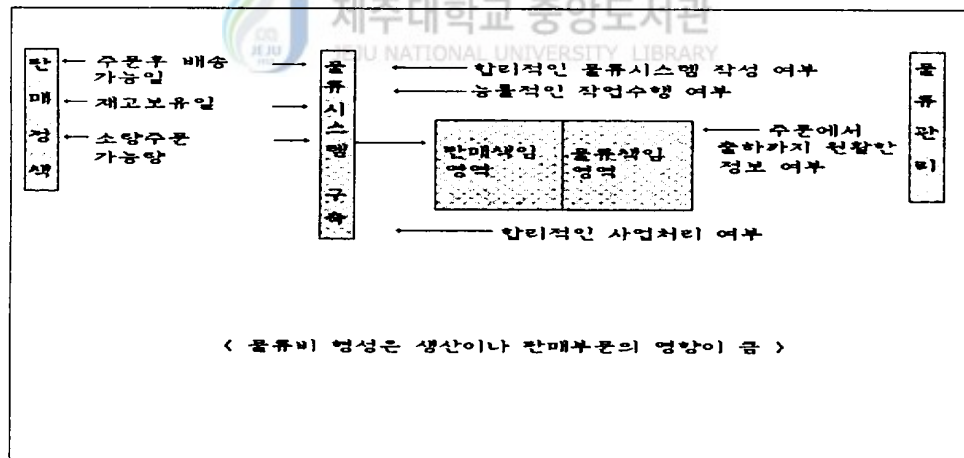 제주대학교 중앙도서관
JEJU NATIONAL UNIVERSITY LIBRARY
JEJU
판매정책
주문후 배송
가능일
재고보유일
소량주문
가능량
물류시스템 구축
합리적인 물류시스템 작성 여부
능률적인 작업수행 여부
판매책임
영역
물류책임
영역
주문에서
출하까지 원활한
정보 여부
합리적인 사업처리 여부
물류관리
< 물류비 형성은 생산이나 판매부문의 영향이 큼 >